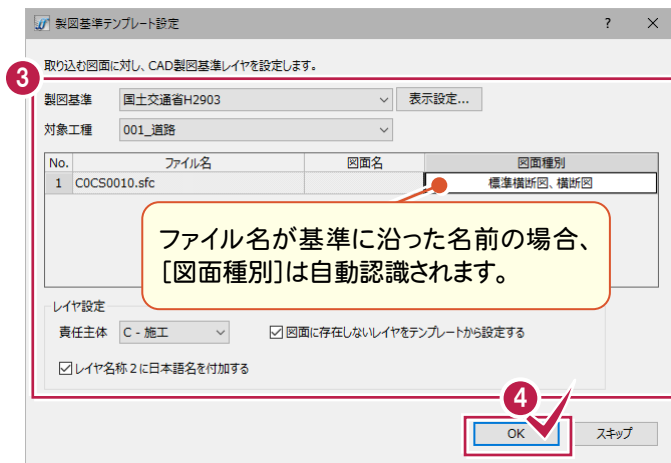 製図基準テンプレート設定 ? ×
取り込む図面に対し、CAD製図基準レイヤを設定します。
3
製図基準 国土交通省H2903 表示設定...
対象工種 001_道路
No. ファイル名 図面名 図面種別
1 C0CS0010.sfc 標準横断図、横断図
ファイル名が基準に沿った名前の場合、
[図面種別]は自動認識されます。
レイヤ設定
責任主体 C - 施工 図面に存在しないレイヤをテンプレートから設定する
レイヤ名称2に日本語名を付加する
4
OK スキップ